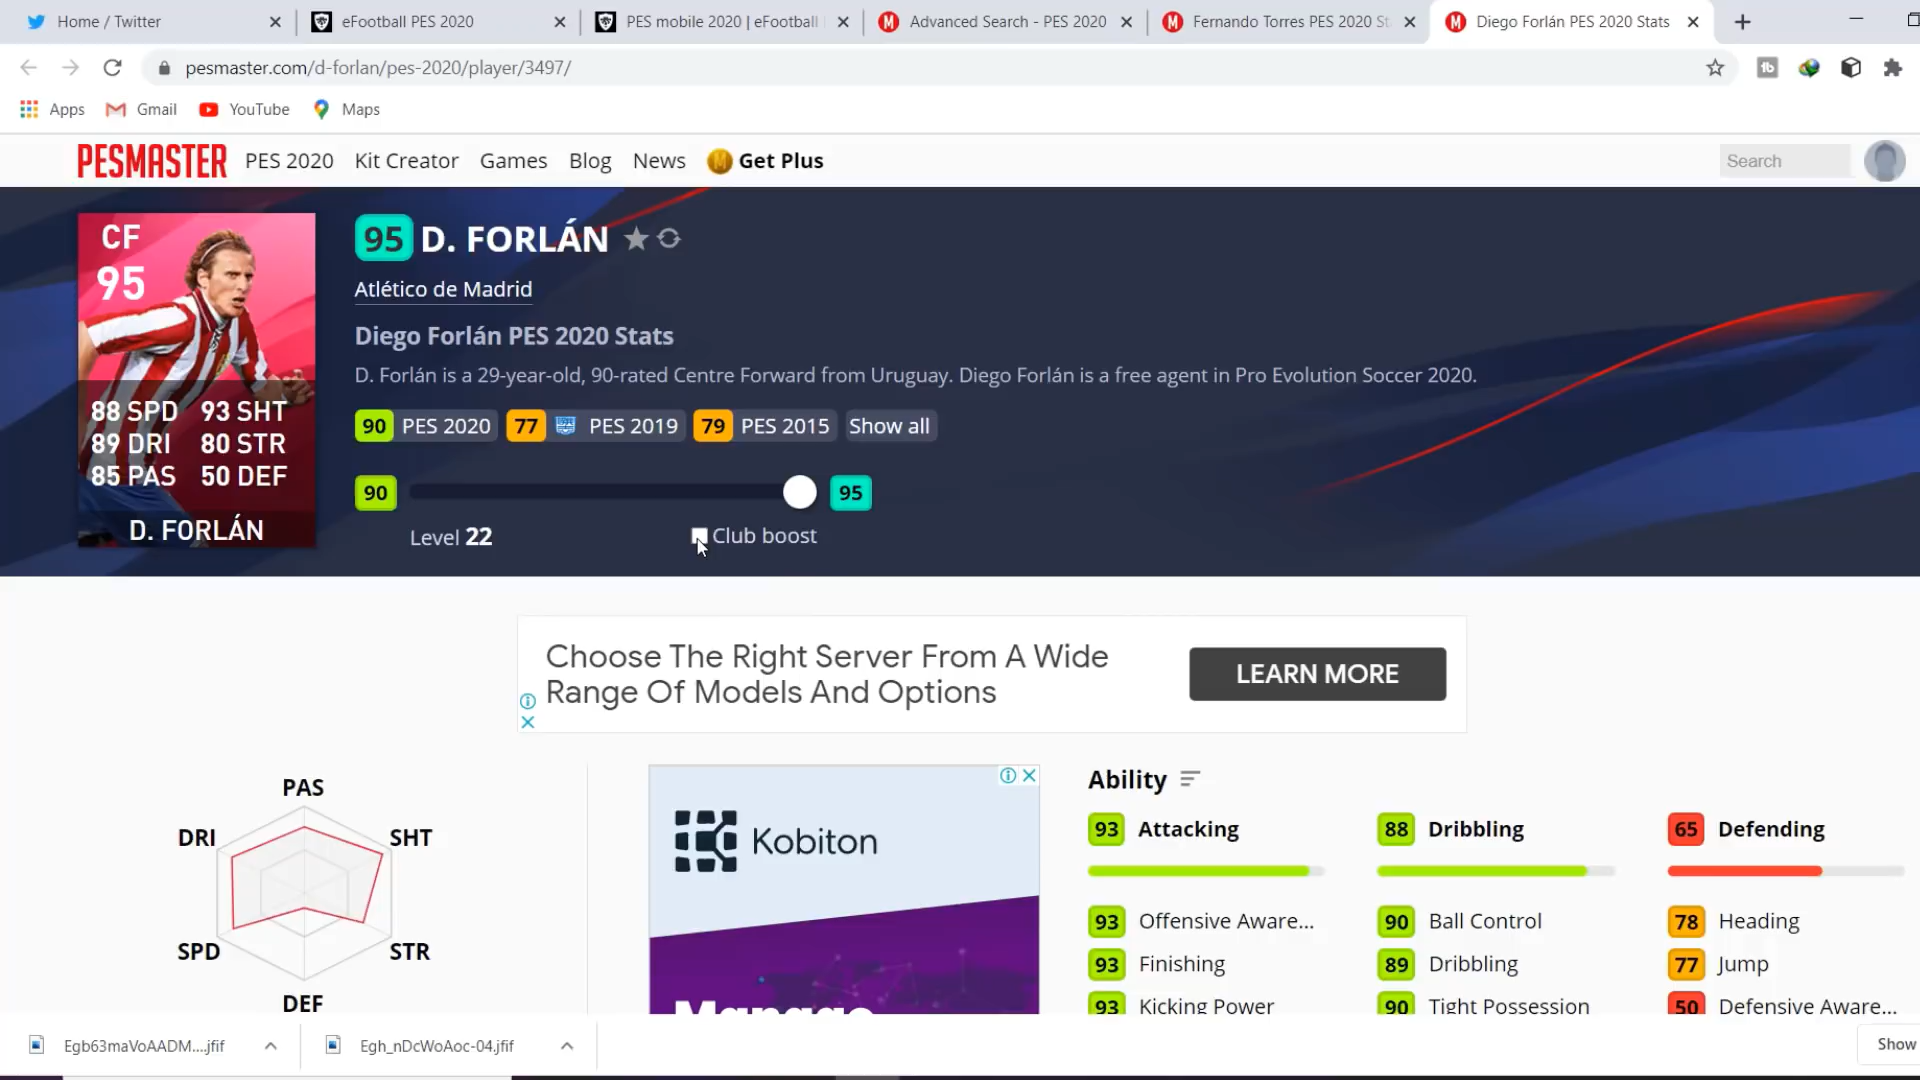 Home / Twitter
eFootball PES 2020
PES mobile 2020 | eFootball
Advanced Search - PES 2020
Fernando Torres PES 2020 St
Diego Forlán PES 2020 Stats
pesmaster.com/d-forlan/pes-2020/player/3497/
Apps
Gmail
YouTube
Maps
PESMASTER
PES 2020
Kit Creator
Games
Blog
News
Get Plus
Search
CF
95
88 SPD 93 SHT
89 DRI 80 STR
85 PAS 50 DEF
D. FORLÁN
95 D. FORLÁN
Atlético de Madrid
Diego Forlán PES 2020 Stats
D. Forlán is a 29-year-old, 90-rated Centre Forward from Uruguay. Diego Forlán is a free agent in Pro Evolution Soccer 2020.
90 PES 2020 77 PES 2019 79 PES 2015 Show all
90 95
Level 22 Club boost
Choose The Right Server From A Wide
Range Of Models And Options
LEARN MORE
PAS
DRI SHT
SPD STR
DEF
Kobiton
Manage
Ability
93 Attacking
93 Offensive Aware...
93 Finishing
93 Kicking Power
88 Dribbling
90 Ball Control
89 Dribbling
90 Tight Possession
65 Defending
78 Heading
77 Jump
50 Defensive Aware...
Egb63maVoAADM....jfif
Egh_nDcWoAoc-04.jfif
Show